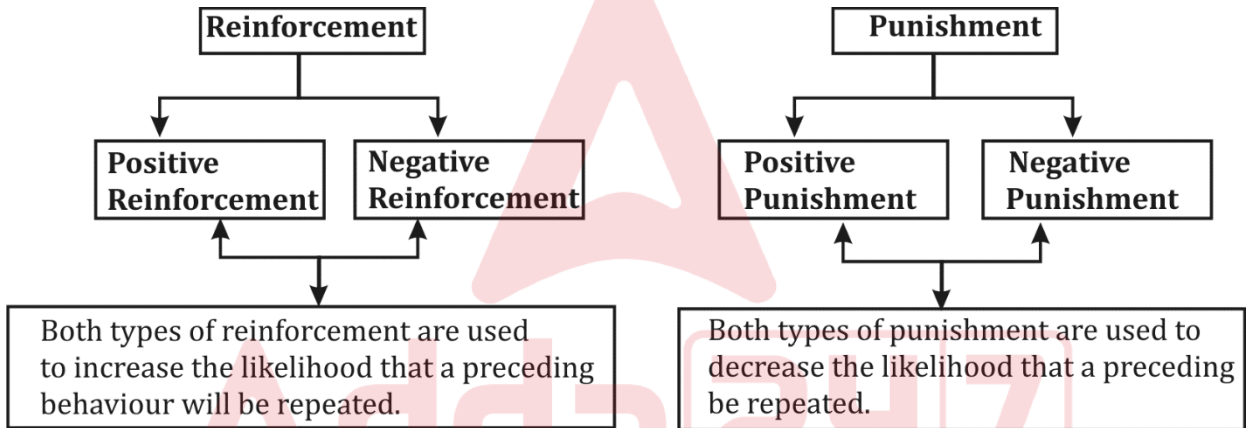 Reinforcement
Positive
Reinforcement
Negative
Reinforcement
Both types of reinforcement are used
to increase the likelihood that a preceding
behaviour will be repeated.
Punishment
Positive
Punishment
Negative
Punishment
Both types of punishment are used to
decrease the likelihood that a preceding
be repeated.
Adda247